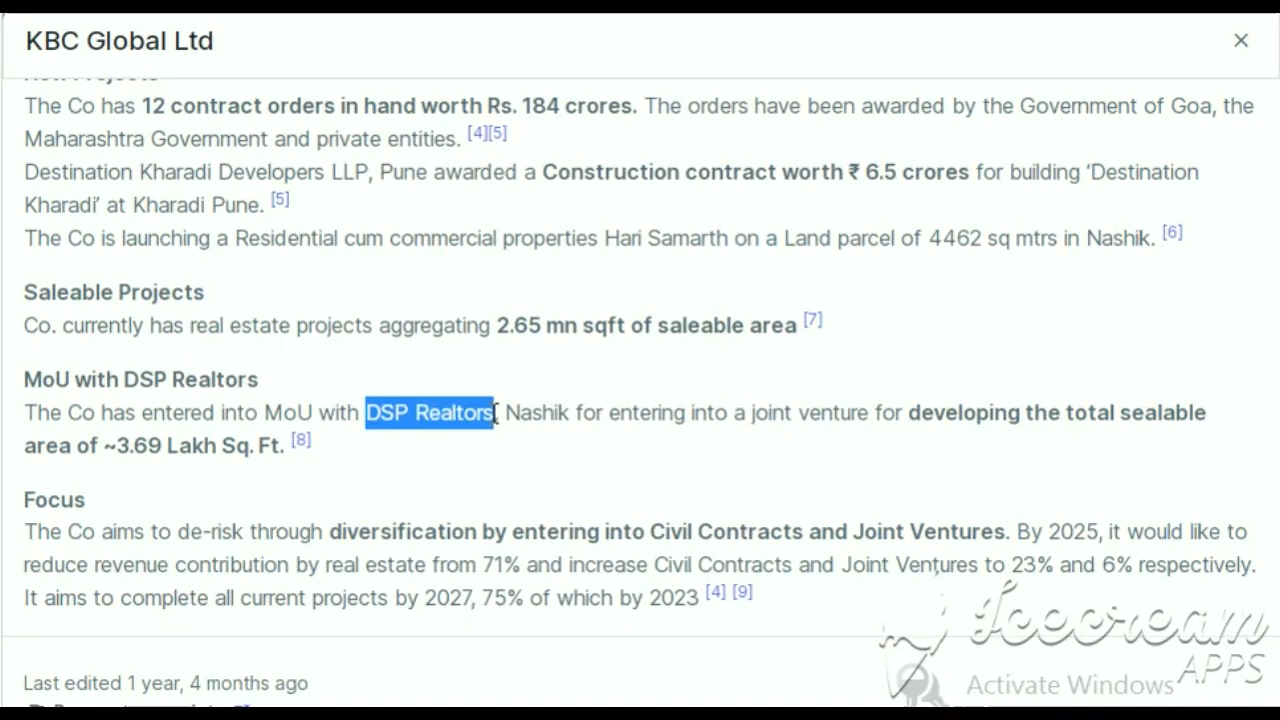 KBC Global Ltd
The Co has 12 contract orders in hand worth Rs. 184 crores. The orders have been awarded by the Government of Goa, the
Maharashtra Government and private entities. [4][5]
Destination Kharadi Developers LLP, Pune awarded a Construction contract worth ₹ 6.5 crores for building ‘Destination
Kharadi’ at Kharadi Pune. [5]
The Co is launching a Residential cum commercial properties Hari Samarth on a Land parcel of 4462 sq mtrs in Nashik. [6]
Saleable Projects
Co. currently has real estate projects aggregating 2.65 mn sqft of saleable area [7]
MoU with DSP Realtors
The Co has entered into MoU with DSP Realtors, Nashik for entering into a joint venture for developing the total sealable
area of ~3.69 Lakh Sq. Ft. [8]
Focus
The Co aims to de-risk through diversification by entering into Civil Contracts and Joint Ventures. By 2025, it would like to
reduce revenue contribution by real estate from 71% and increase Civil Contracts and Joint Ventures to 23% and 6% respectively.
It aims to complete all current projects by 2027, 75% of which by 2023 [4] [9]
Icecream
APPS
Last edited 1 year, 4 months ago
Activate Windows